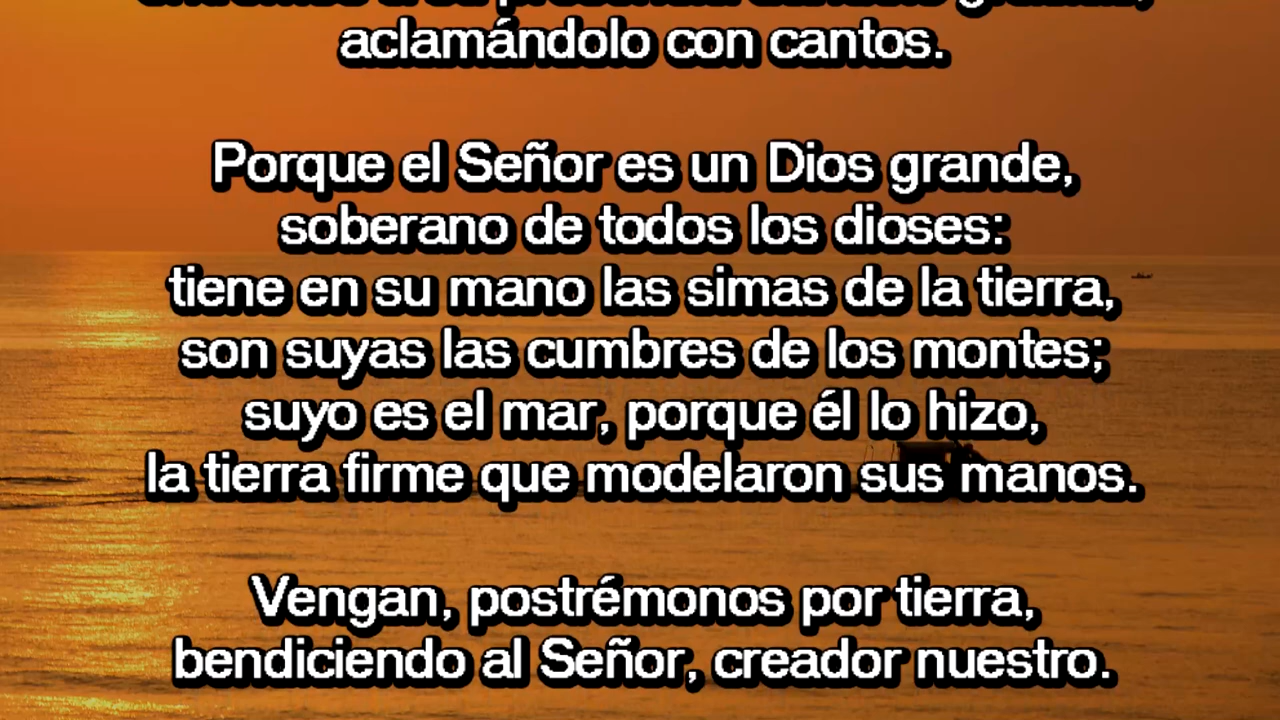 aclamándolo con cantos.
Porque el Señor es un Dios grande,
soberano de todos los dioses:
tiene en su mano las simas de la tierra,
son suyas las cumbres de los montes;
suyo es el mar, porque él lo hizo,
la tierra firme que modelaron sus manos.
Vengan, postrémonos por tierra,
bendiciendo al Señor, creador nuestro.